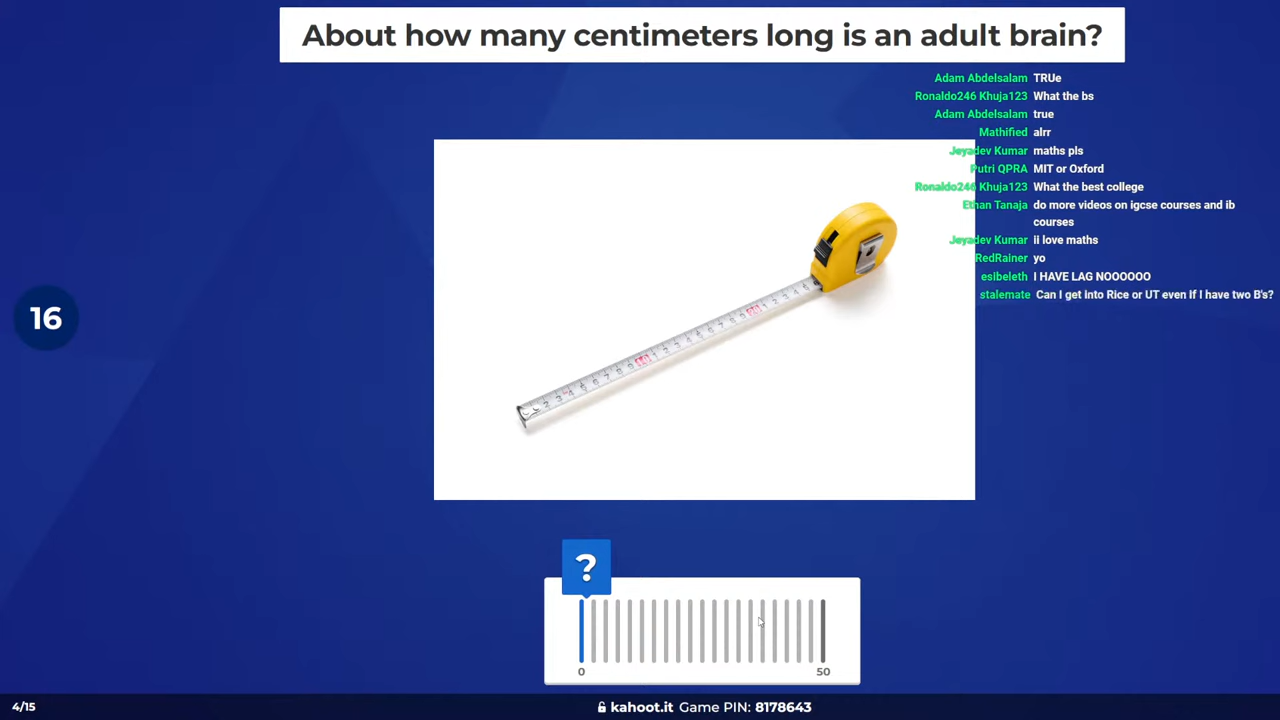 About how many centimeters long is an adult brain?
Adam Abdelsalam TRUe
Ronaldo246 Khuja123 What the bs
Adam Abdelsalam true
Mathified alrr
Jeyadev Kumar maths pls
Putri QPRA MIT or Oxford
Ronaldo246 Khuja123 What the best college
Ethan Tanaja do more videos on igcse courses and ib
courses
Jeyadev Kumar ii love maths
RedRainer yo
esibeleth I HAVE LAG NOOOOOO
stalemate Can I get into Rice or UT even if I have two B's?
16
?
0 50
4/15
kahoot.it Game PIN: 8178643